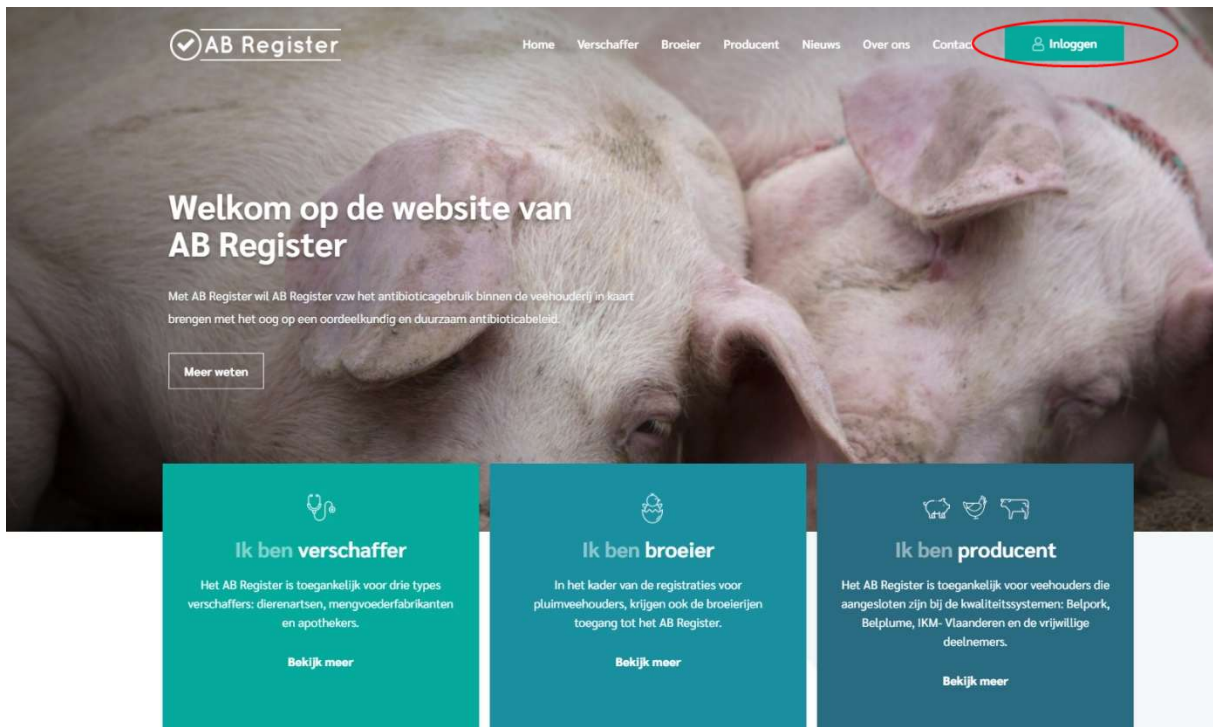 AB Register
Home Verschaffer Broeier Producent Nieuws Over ons Contac Inloggen
Welkom op de website van
AB Register
Met AB Register wil AB Register vzw het antibioticagebruik binnen de veehouderij in kaart
brengen met het oog op een oordeelkundig en duurzaam antibioticabeleid.
Meer weten
Ik ben verschaffer
Het AB Register is toegankelijk voor drie types
verschaffers: dierenartsen, mengvoederfabrikanten
en apothekers.
Bekijk meer
Ik ben broeier
In het kader van de registraties voor
pluimveehouders, krijgen ook de broeierijen
toegang tot het AB Register.
Bekijk meer
Ik ben producent
Het AB Register is toegankelijk voor veehouders die
aangesloten zijn bij de kwaliteitssystemen: Belpork,
Belplume, IKM- Vlaanderen en de vrijwillige
deelnemers.
Bekijk meer